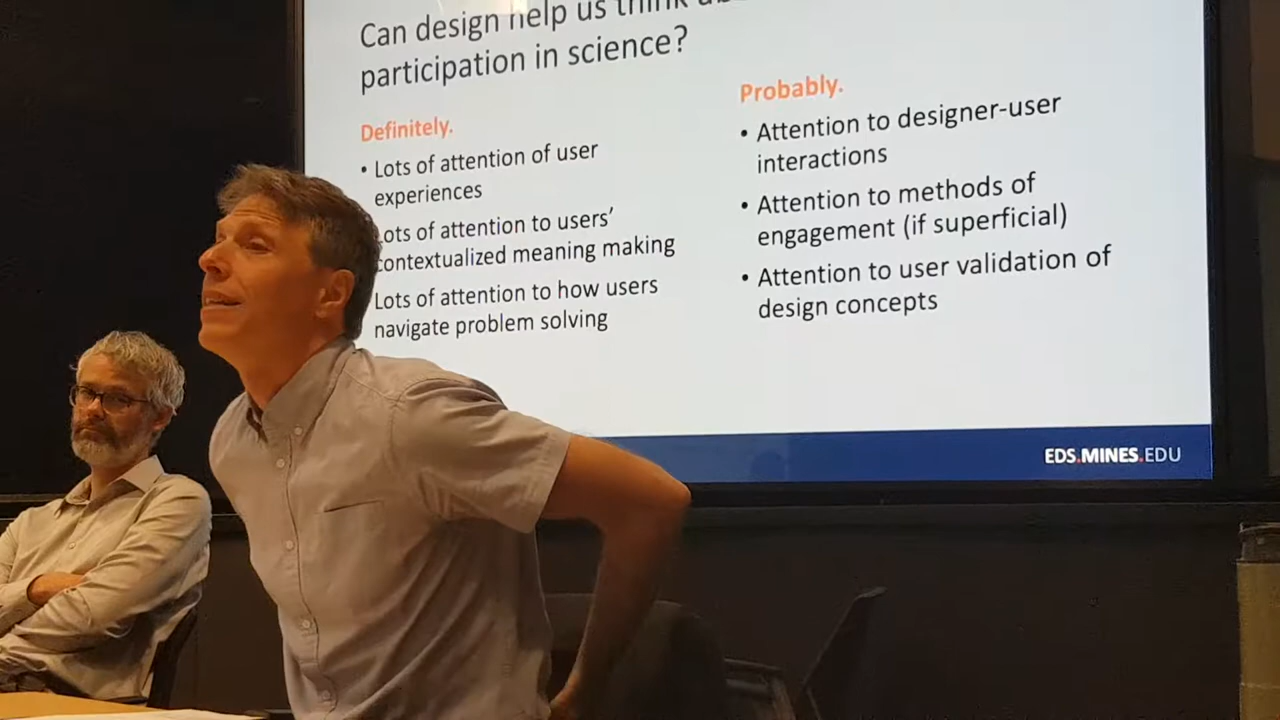 Can design help us think
participation in science?
Definitely.
• Lots of attention of user
experiences
ots of attention to users’
contextualized meaning making
Lots of attention to how users
navigate problem solving
Probably.
• Attention to designer-user
interactions
• Attention to methods of
engagement (if superficial)
• Attention to user validation of
design concepts
EDS.MINES.EDU